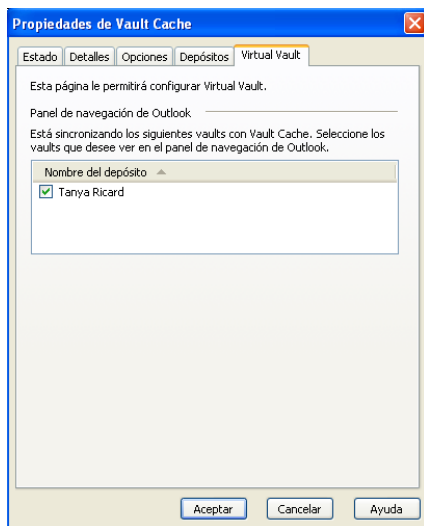 Propiedades de Vault Cache
Estado Detalles Opciones Depósitos Virtual Vault
Esta página le permitirá configurar Virtual Vault.
Panel de navegación de Outlook
Está sincronizando los siguientes vaults con Vault Cache. Seleccione los
vaults que desee ver en el panel de navegación de Outlook.
Nombre del depósito
Tanya Ricard
Aceptar Cancelar Ayuda